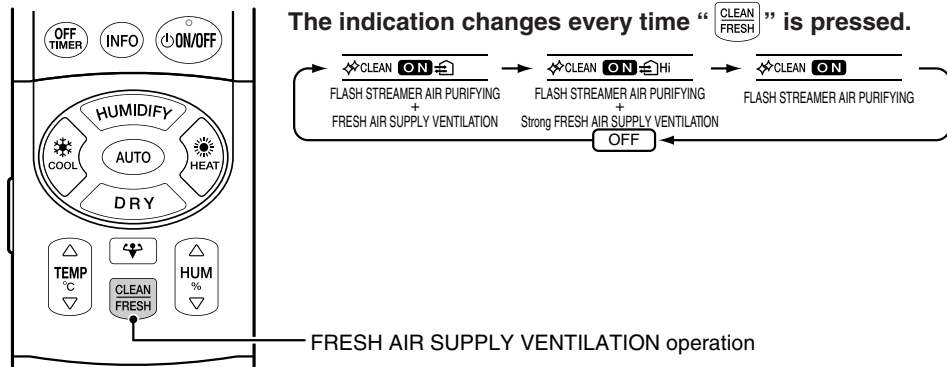 The indication changes every time “ CLEAN FRESH ” is pressed.
CLEAN ON
FLASH STREAMER AIR PURIFYING
+
FRESH AIR SUPPLY VENTILATION
CLEAN ON Hi
FLASH STREAMER AIR PURIFYING
+
Strong FRESH AIR SUPPLY VENTILATION
CLEAN ON
FLASH STREAMER AIR PURIFYING
OFF
OFF TIMER
INFO
ON/OFF
HUMIDIFY
COOL
AUTO
HEAT
DRY
TEMP
°C
CLEAN
FRESH
HUM
%
FRESH AIR SUPPLY VENTILATION operation